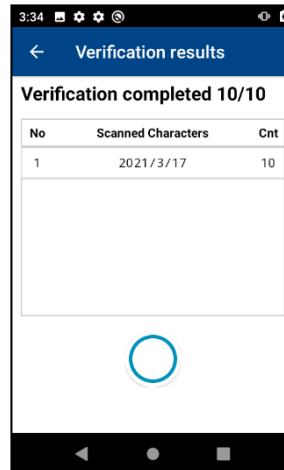 3:34
Verification results
Verification completed 10/10
No Scanned Characters Cnt
1 2021/3/17 10